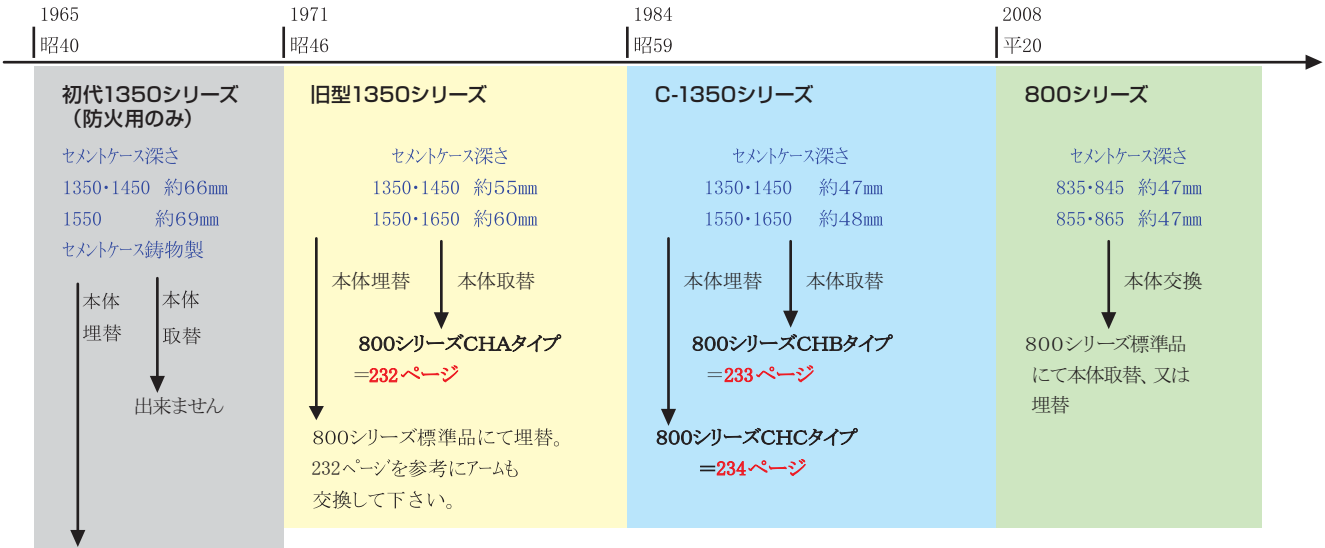 1965
昭40
1971
昭46
1984
昭59
2008
平20
初代1350シリーズ
（防火用のみ）
セメントケース深さ
1350・1450 約66mm
1550 約69mm
セメントケース鋳物製
本体
埋替
本体
取替
出来ません
旧型1350シリーズ
セメントケース深さ
1350・1450 約55mm
1550・1650 約60mm
本体埋替
本体取替
800シリーズCHAタイプ
=232ページ
800シリーズ標準品にて埋替。
232ページを参考にアームも
交換して下さい。
C-1350シリーズ
セメントケース深さ
1350・1450 約47mm
1550・1650 約48mm
本体埋替
本体取替
800シリーズCHBタイプ
=233ページ
800シリーズCHCタイプ
=234ページ
800シリーズ
セメントケース深さ
835・845 約47mm
855・865 約47mm
本体交換
800シリーズ標準品
にて本体取替、又は
埋替